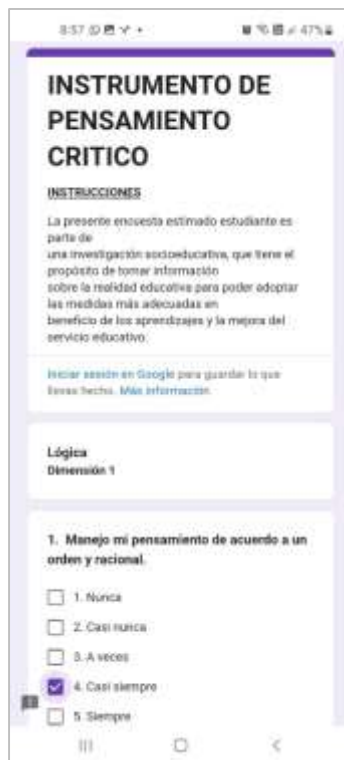 8:57
47%
INSTRUMENTO DE
PENSAMIENTO
CRITICO
INSTRUCCIONES
La presente encuesta estimado estudiante es
parte de
una investigación socioeducativa, que tiene el
propósito de tomar información
sobre la realidad educativa para poder adoptar
las medidas más adecuadas en
beneficio de los aprendizajes y la mejora del
servicio educativo.
Iniciar sesión en Google para guardar lo que
llevas hecho. Más información
Lógica
Dimensión 1
1. Manejo mi pensamiento de acuerdo a un
orden y racional.
1. Nunca
2. Casi nunca
3. A veces
4. Casi siempre
5. Siempre